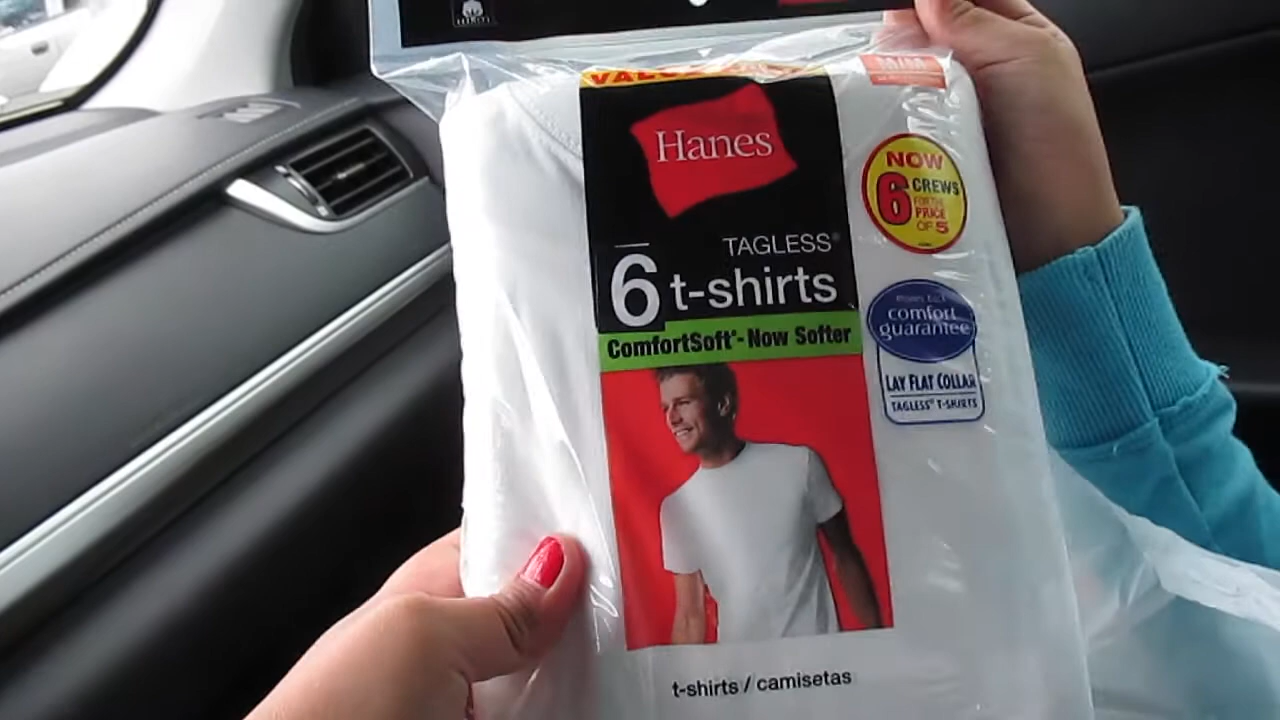 VALUE
Hanes
TAGLESS®
6 t-shirts
ComfortSoft®-Now Softer
t-shirts / camisetas
NOW
6 CREWS
FOR THE
PRICE
OF 5
comfort
guarantee
LAY FLAT COLLAR
TAGLESS® T-SHIRTS